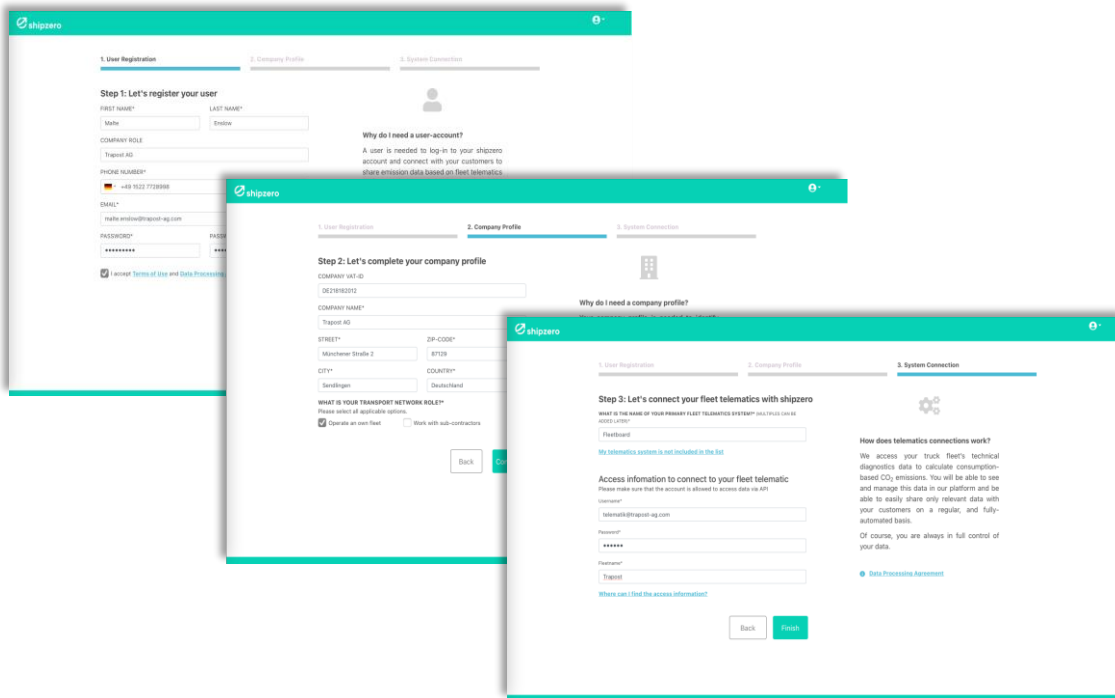 shipzero
1. User Registration
2. Company Profile
3. System Connection
Step 1: Let's register your user
FIRST NAME*
LAST NAME*
Malte
Enslow
COMPANY ROLE
Trapost AG
PHONE NUMBER*
+49 1522 7728998
EMAIL*
malte.enslow@trapost-ag.com
PASSWORD*
I accept Terms of Use and Data Processing
Why do I need a user-account?
A user is needed to log-in to your shipzero
account and connect with your customers to
share emission data based on fleet telematics
shipzero
1. User Registration
2. Company Profile
3. System Connection
Step 2: Let's complete your company profile
COMPANY VAT-ID
DE218182012
COMPANY NAME*
Trapost AG
STREET*
ZIP-CODE*
Münchener Straße 2
87129
CITY*
COUNTRY*
Sendlingen
Deutschland
WHAT IS YOUR TRANSPORT NETWORK ROLE?*
Please select all applicable options.
Operate an own fleet
Work with sub-contractors
Back
Why do I need a company profile?
shipzero
1. User Registration
2. Company Profile
3. System Connection
Step 3: Let's connect your fleet telematics with shipzero
WHAT IS THE NAME OF YOUR PRIMARY FLEET TELEMATICS SYSTEM?* (MULTIPLES CAN BE
ADDED LATER)*
Fleetboard
My telematics system is not included in the list
Access infomation to connect to your fleet telematic
Please make sure that the account is allowed to access data via API
Username*
telematik@trapost-ag.com
Password*
Fleetname*
Trapost
Where can I find the access information?
Back
Finish
How does telematics connections work?
We access your truck fleet's technical
diagnostics data to calculate consumption-
based CO₂ emissions. You will be able to see
and manage this data in our platform and be
able to easily share only relevant data with
your customers on a regular, and fully-
automated basis.
Of course, you are always in full control of
your data.
Data Processing Agreement